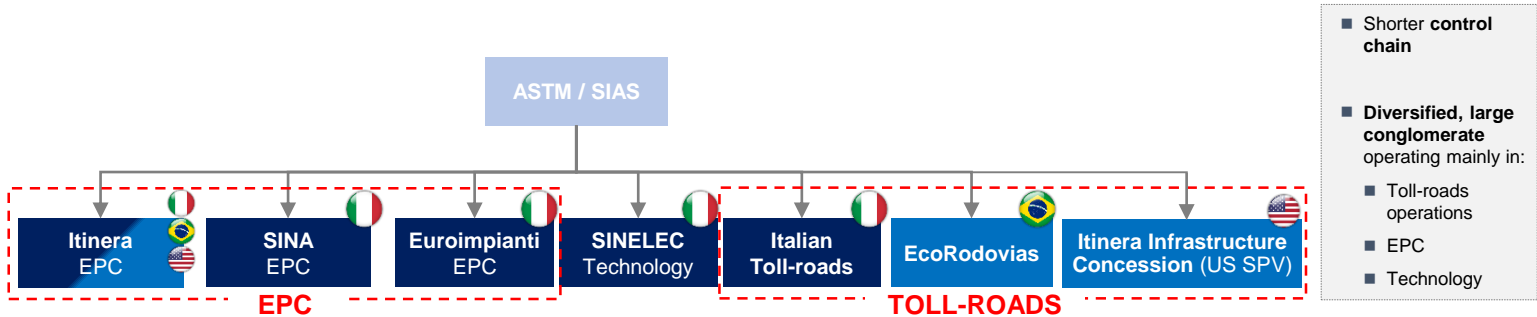 ASTM / SIAS
Itinera
EPC
SINA
EPC
Euroimpianti
EPC
SINELEC
Technology
Italian
Toll-roads
EcoRodovias
Itinera Infrastructure
Concession (US SPV)
EPC
TOLL-ROADS
Shorter control
chain
Diversified, large
conglomerate
operating mainly in:
Toll-roads
operations
EPC
Technology